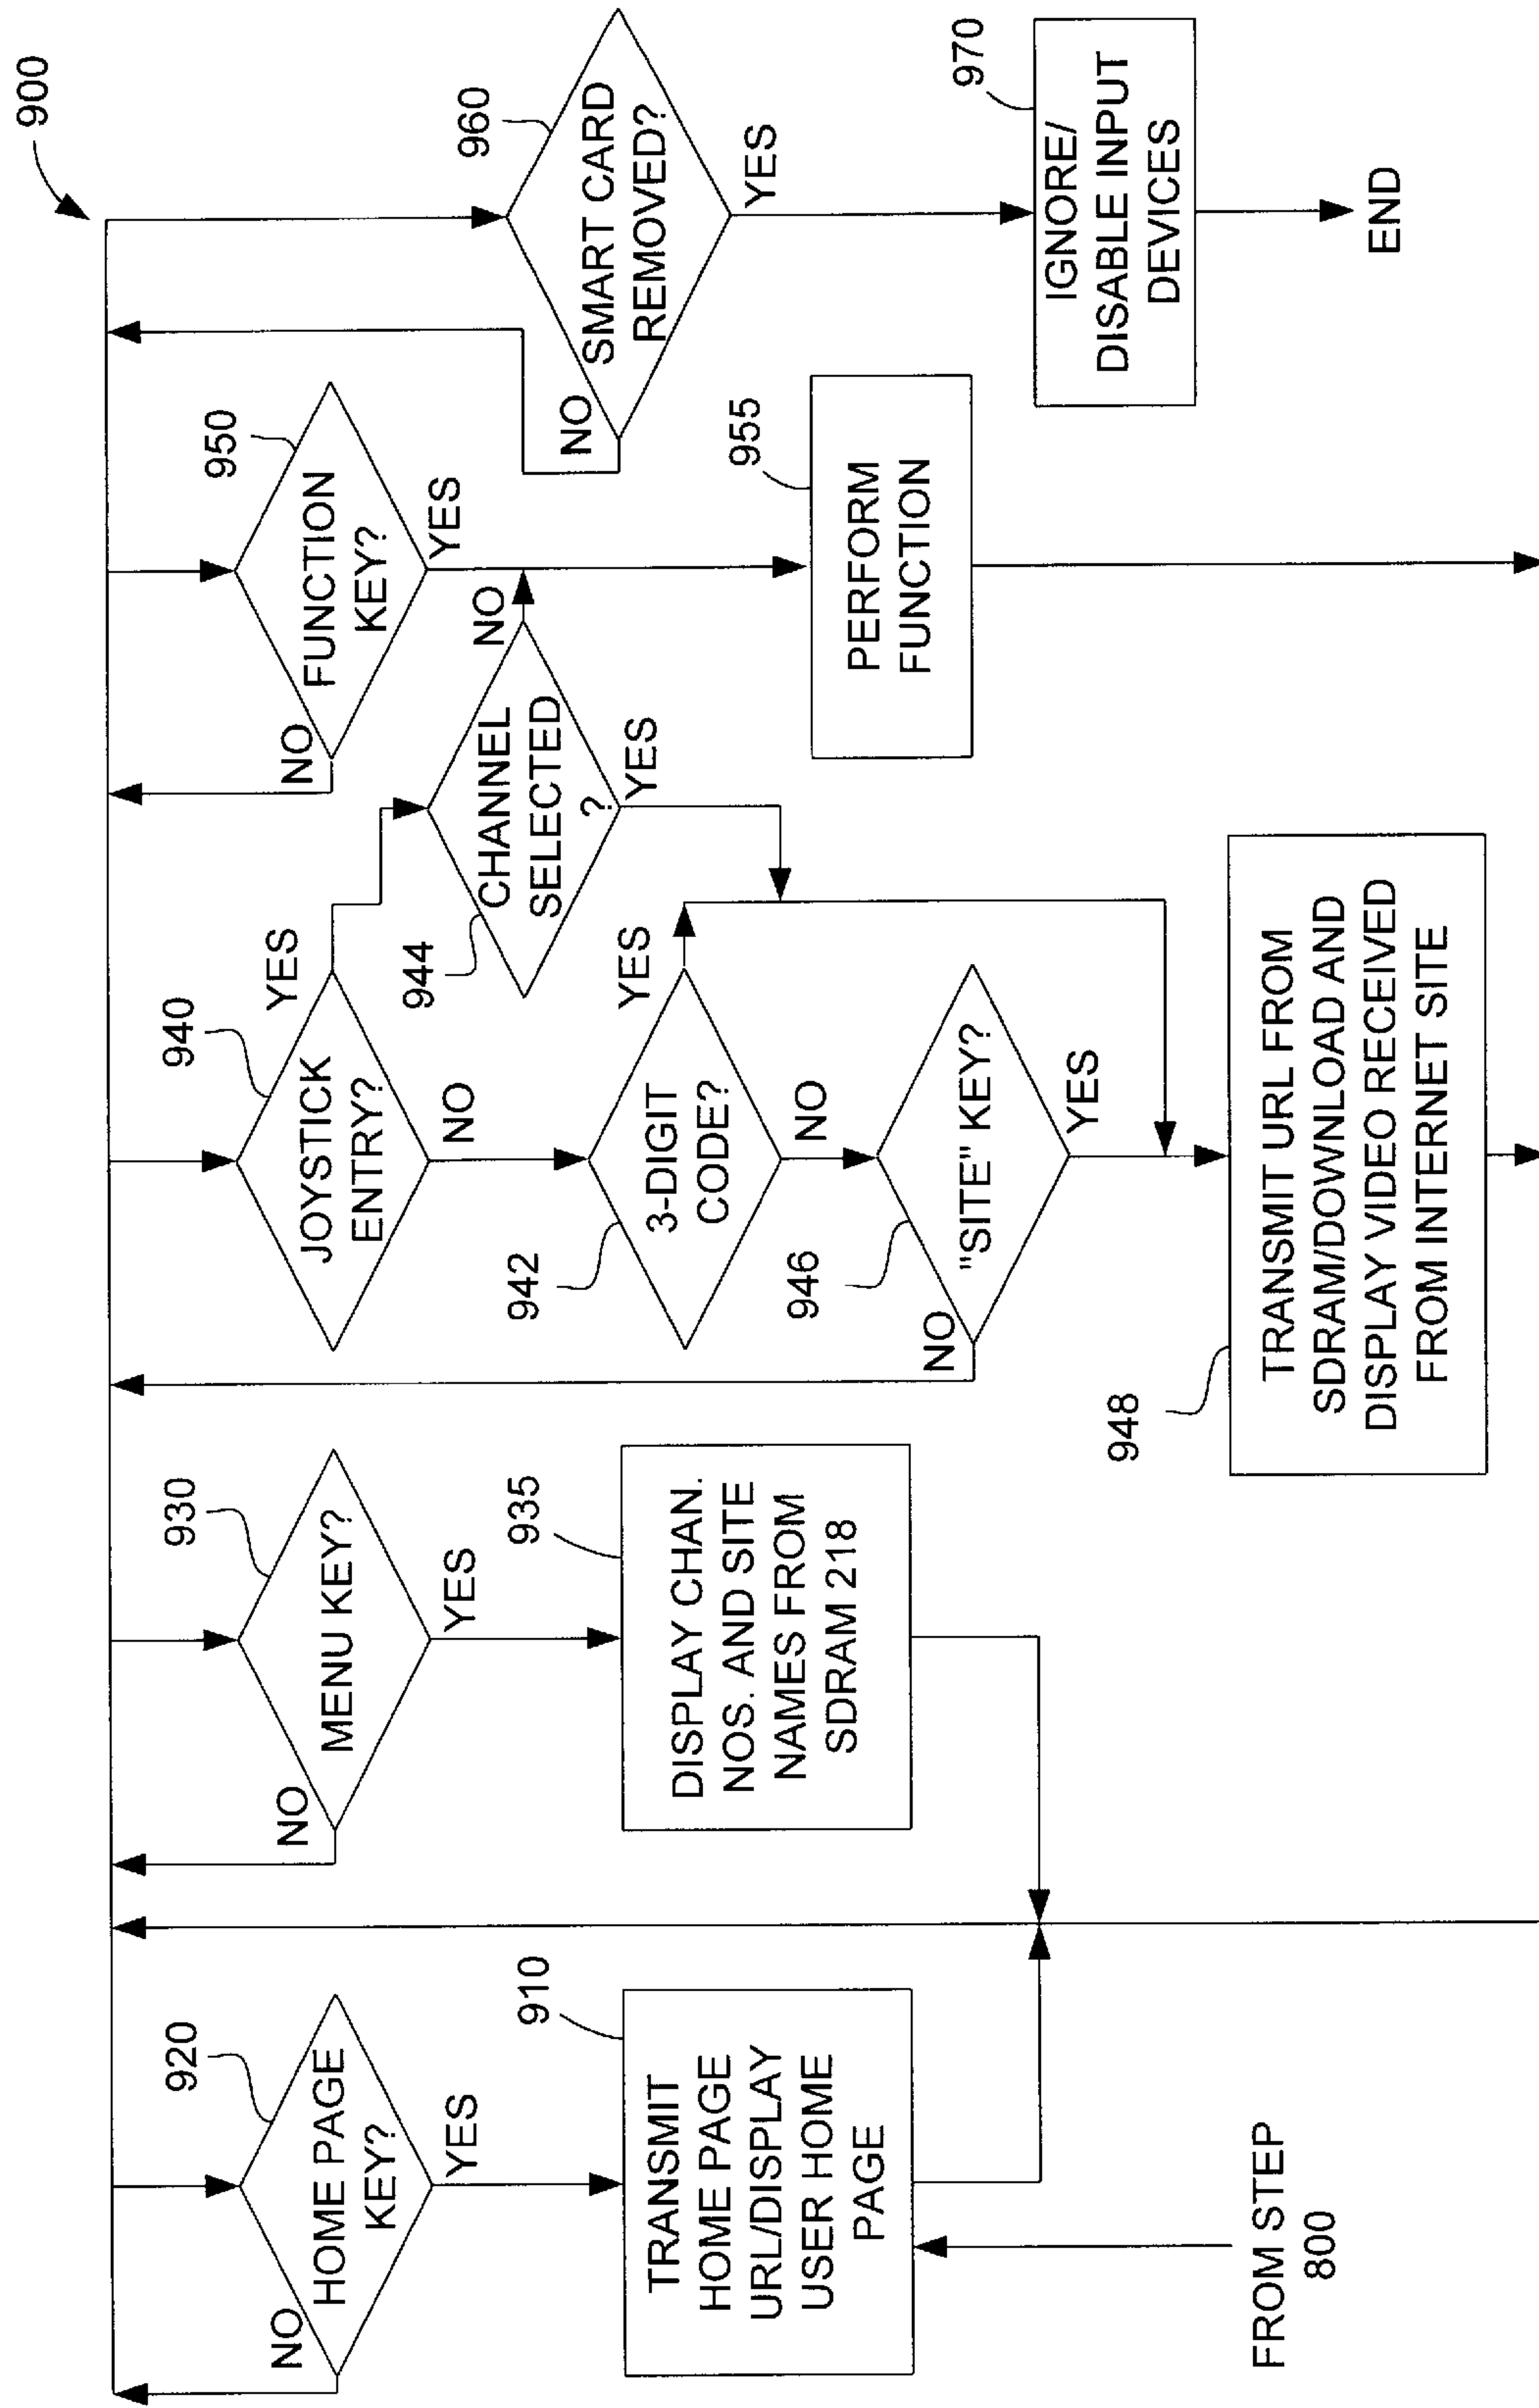 900
920
HOME PAGE
KEY?
NO
YES
910
TRANSMIT
HOME PAGE
URL/DISPLAY
USER HOME
PAGE
FROM STEP
800
930
MENU KEY?
NO
YES
935
DISPLAY CHAN.
NOS. AND SITE
NAMES FROM
SDRAM 218
940
JOYSTICK
ENTRY?
YES
NO
942
3-DIGIT
CODE?
YES
NO
944
CHANNEL
SELECTED
?
NO
YES
946
"SITE" KEY?
NO
YES
948
TRANSMIT URL FROM
SDRAM/DOWNLOAD AND
DISPLAY VIDEO RECEIVED
FROM INTERNET SITE
950
FUNCTION
KEY?
NO
YES
955
PERFORM
FUNCTION
960
SMART CARD
REMOVED?
NO
YES
970
IGNORE/
DISABLE INPUT
DEVICES
END